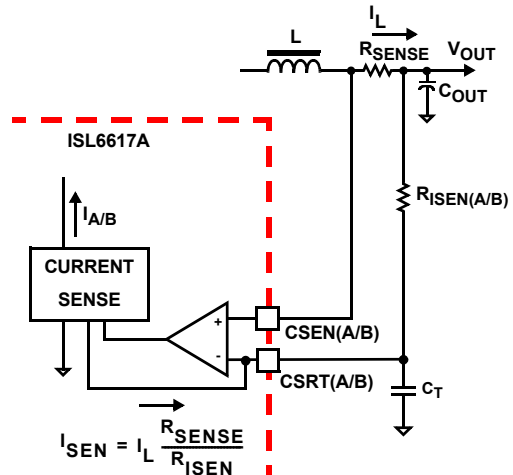 I_L
L
R_SENSE
V_OUT
C_OUT
ISL6617A
R_ISEN(A/B)
I_A/B
CURRENT
SENSE
+
CSEN(A/B)
-
CSRT(A/B)
C_T
I_SEN = I_L R_SENSE / R_ISEN